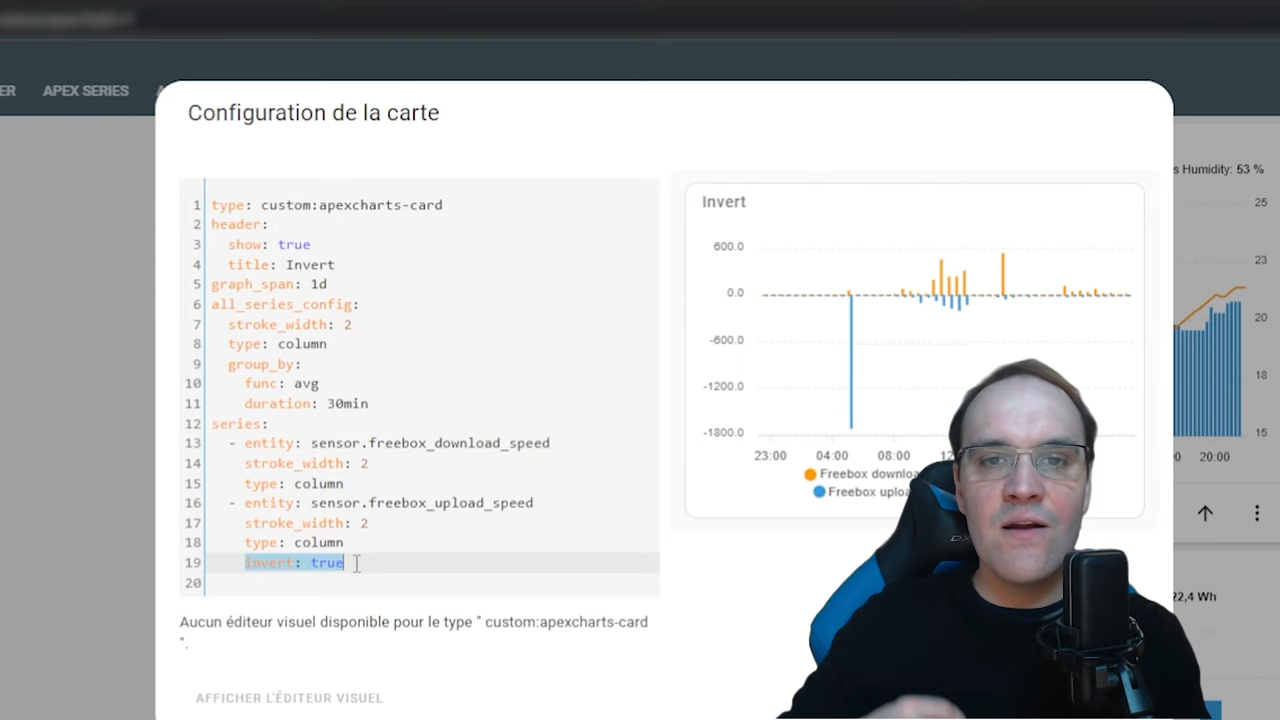 ER
APEX SERIES
Configuration de la carte
1 type: custom:apexcharts-card
2 header:
3 show: true
4 title: Invert
5 graph_span: 1d
6 all_series_config:
7 stroke_width: 2
8 type: column
9 group_by:
10 func: avg
11 duration: 30min
12 series:
13 - entity: sensor.freebox_download_speed
14 stroke_width: 2
15 type: column
16 - entity: sensor.freebox_upload_speed
17 stroke_width: 2
18 type: column
19 invert: true
20
Aucun éditeur visuel disponible pour le type " custom:apexcharts-card
".
AFFICHER L'ÉDITEUR VISUEL
Invert
600.0
0.0
-600.0
-1200.0
-1800.0
23:00 04:00 08:00
Freebox
Freebox
s Humidity: 53 %
25
23
20
18
15
20:00
22,4 Wh